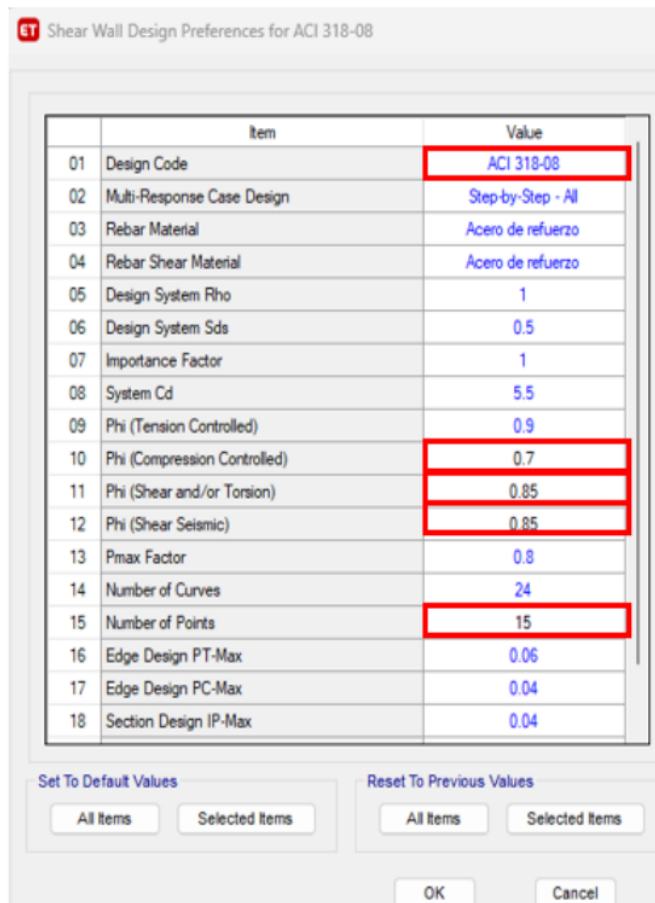 ET Shear Wall Design Preferences for ACI 318-08
Item Value
01 Design Code ACI 318-08
02 Multi-Response Case Design Step-by-Step - All
03 Rebar Material Acero de refuerzo
04 Rebar Shear Material Acero de refuerzo
05 Design System Rho 1
06 Design System Sds 0.5
07 Importance Factor 1
08 System Cd 5.5
09 Phi (Tension Controlled) 0.9
10 Phi (Compression Controlled) 0.7
11 Phi (Shear and/or Torsion) 0.85
12 Phi (Shear Seismic) 0.85
13 Pmax Factor 0.8
14 Number of Curves 24
15 Number of Points 15
16 Edge Design PT-Max 0.06
17 Edge Design PC-Max 0.04
18 Section Design IP-Max 0.04
Set To Default Values Reset To Previous Values
All Items Selected Items All Items Selected Items
OK Cancel